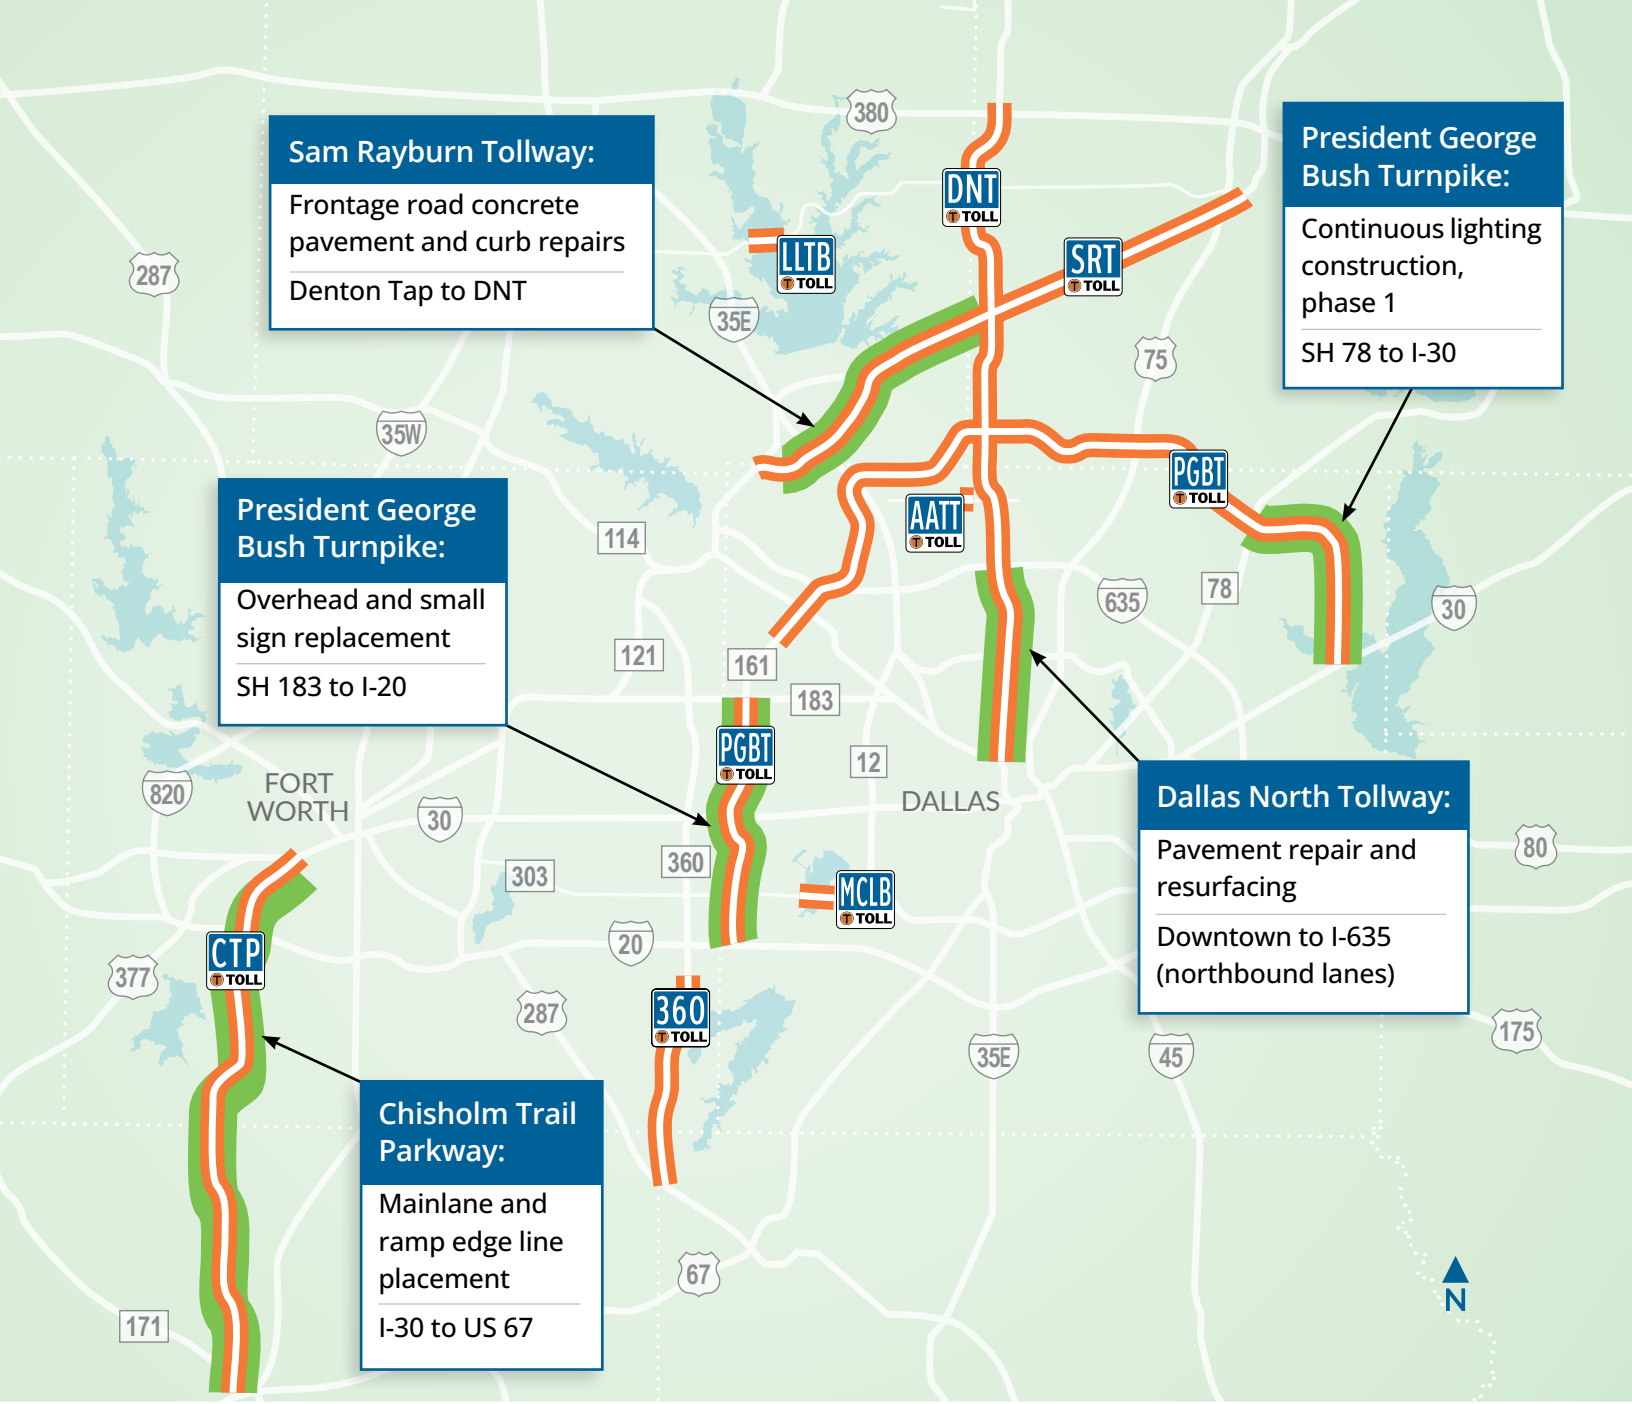 380
Sam Rayburn Tollway:
Frontage road concrete
pavement and curb repairs
Denton Tap to DNT
President George
Bush Turnpike:
Continuous lighting
construction,
phase 1
SH 78 to I-30
DNT
TOLL
LLTB
TOLL
SRT
TOLL
287
35E
75
35W
President George
Bush Turnpike:
Overhead and small
sign replacement
SH 183 to I-20
PGBT
TOLL
AATT
TOLL
114
635
78
30
121
161
183
PGBT
TOLL
12
820
FORT
WORTH
30
DALLAS
Dallas North Tollway:
Pavement repair and
resurfacing
Downtown to I-635
(northbound lanes)
80
360
303
MCLB
TOLL
20
CTP
TOLL
377
287
360
TOLL
35E
45
175
Chisholm Trail
Parkway:
Mainlane and
ramp edge line
placement
I-30 to US 67
67
171
N